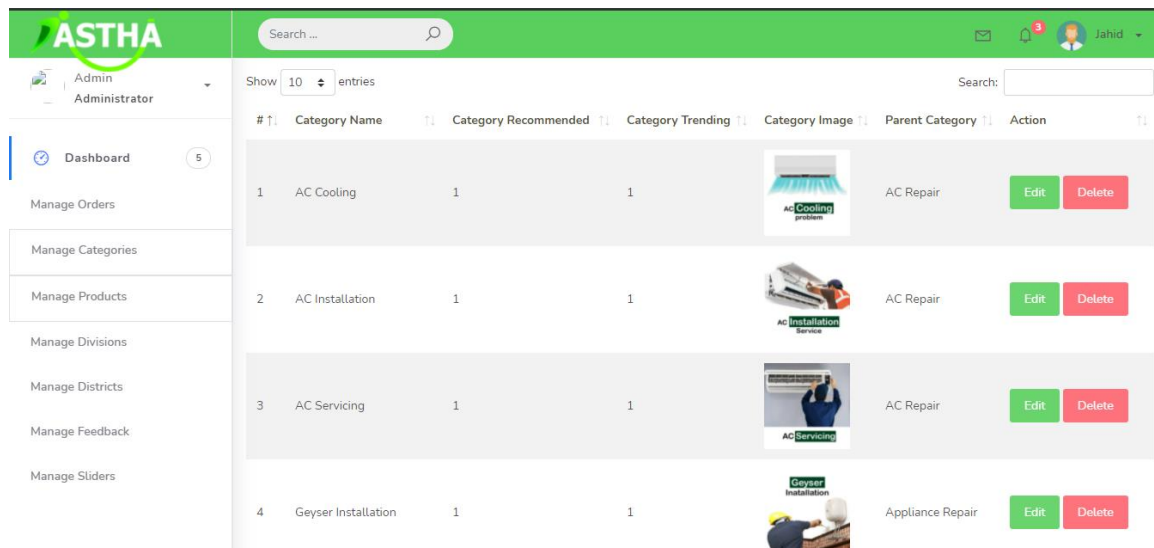 ASTHA
Search ...
3
Jahid
Admin
Administrator
Dashboard 5
Manage Orders
Manage Categories
Manage Products
Manage Divisions
Manage Districts
Manage Feedback
Manage Sliders
Show 10 entries
Search:
# Category Name Category Recommended Category Trending Category Image Parent Category Action
1 AC Cooling 1 1 AC Repair Edit Delete
AC Cooling
problem
2 AC Installation 1 1 AC Repair Edit Delete
AC Installation
Service
3 AC Servicing 1 1 AC Repair Edit Delete
AC Servicing
Geyser
Inatallation
4 Geyser Installation 1 1 Appliance Repair Edit Delete